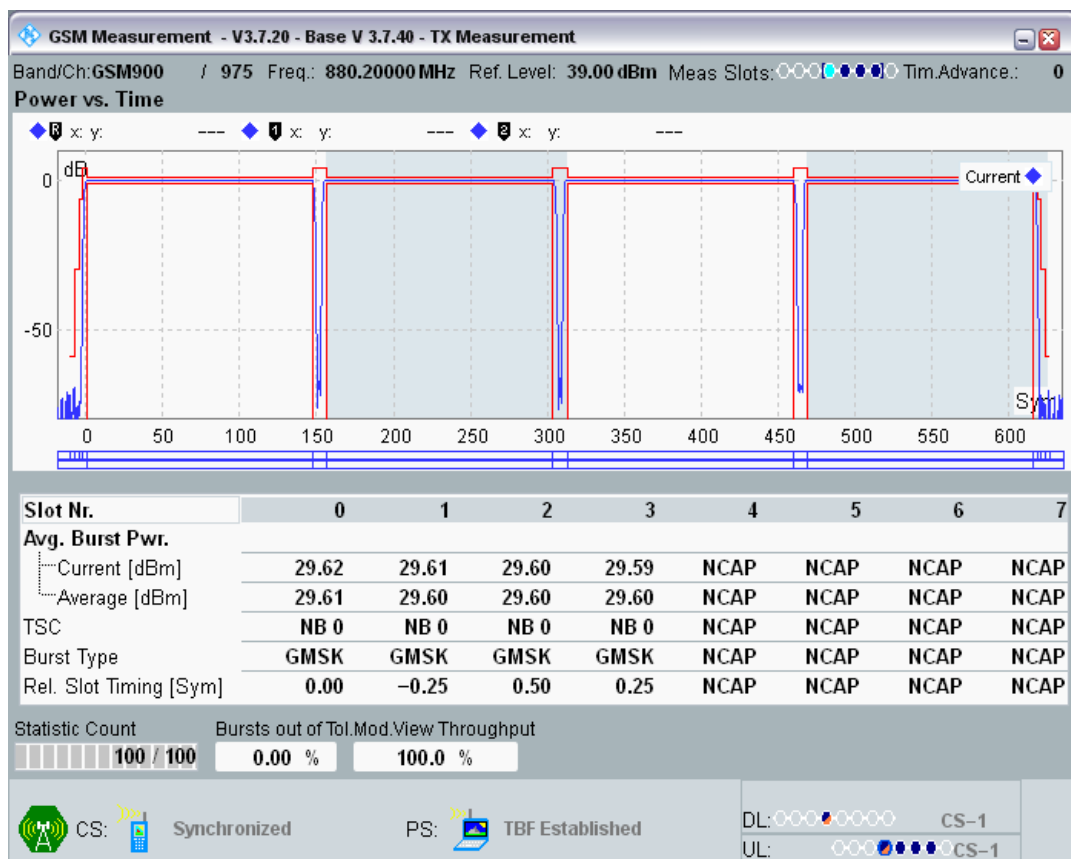 GSM Measurement - V3.7.20 - Base V 3.7.40 - TX Measurement
Band/Ch:GSM900 / 975 Freq.: 880.20000 MHz Ref. Level: 39.00 dBm Meas Slots: Tim.Advance.: 0
Power vs. Time
R x: y: --- 1 x: y: --- 2 x: y: ---
dB
Current
0
-50
Sym
0 50 100 150 200 250 300 350 400 450 500 550 600
Slot Nr. 0 1 2 3 4 5 6 7
Avg. Burst Pwr.
Current [dBm] 29.62 29.61 29.60 29.59 NCAP NCAP NCAP NCAP
Average [dBm] 29.61 29.60 29.60 29.60 NCAP NCAP NCAP NCAP
TSC NB 0 NB 0 NB 0 NB 0 NCAP NCAP NCAP NCAP
Burst Type GMSK GMSK GMSK GMSK NCAP NCAP NCAP NCAP
Rel. Slot Timing [Sym] 0.00 −0.25 0.50 0.25 NCAP NCAP NCAP NCAP
Statistic Count Bursts out of Tol.Mod.View Throughput
100 / 100 0.00 % 100.0 %
CS: Synchronized PS: TBF Established
DL: CS−1
UL: CS−1